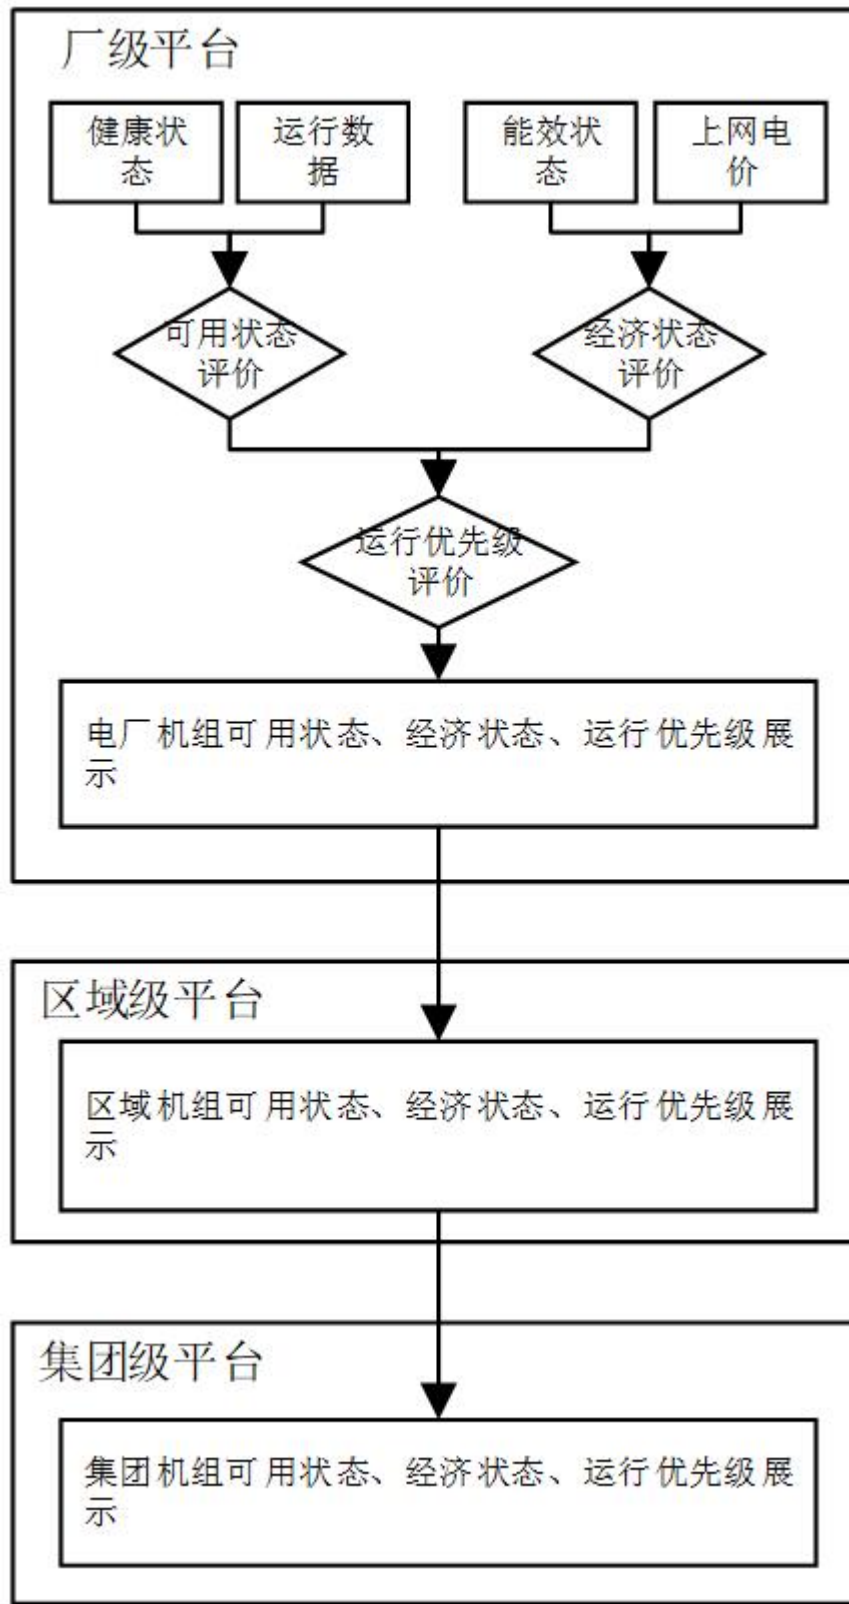 厂级平台
健康状
态
运行数
据
能效状
态
上网电
价
可用状态
评价
经济状态
评价
运行优先级
评价
电厂机组可用状态、经济状态、运行优先级展
示
区域级平台
区域机组可用状态、经济状态、运行优先级展
示
集团级平台
集团机组可用状态、经济状态、运行优先级展
示